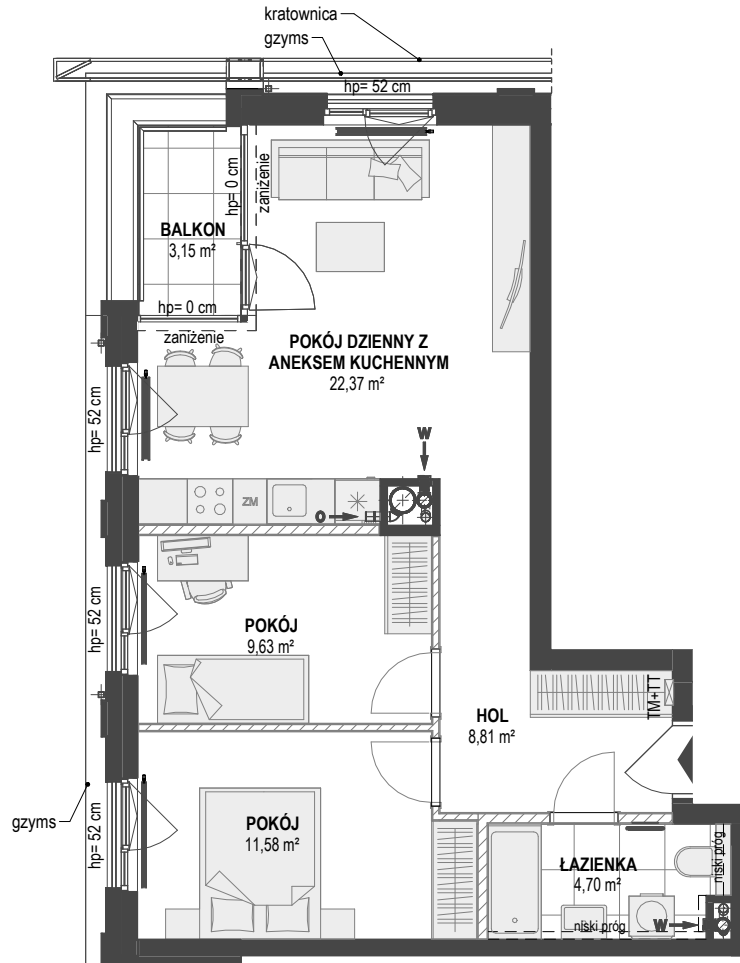 kratownica
gzyms
hp= 52 cm
hp= 0 cm
zaniżenie
BALKON
3,15 m²
hp= 0 cm
zaniżenie
POKÓJ DZIENNY Z
ANEKSEM KUCHENNYM
22,37 m²
hp= 52 cm
W
ZM
O
hp= 52 cm
POKÓJ
9,63 m²
TM+TT
HOL
8,81 m²
gzyms
hp= 52 cm
POKÓJ
11,58 m²
ŁAZIENKA
4,70 m²
niski próg
niski próg
W